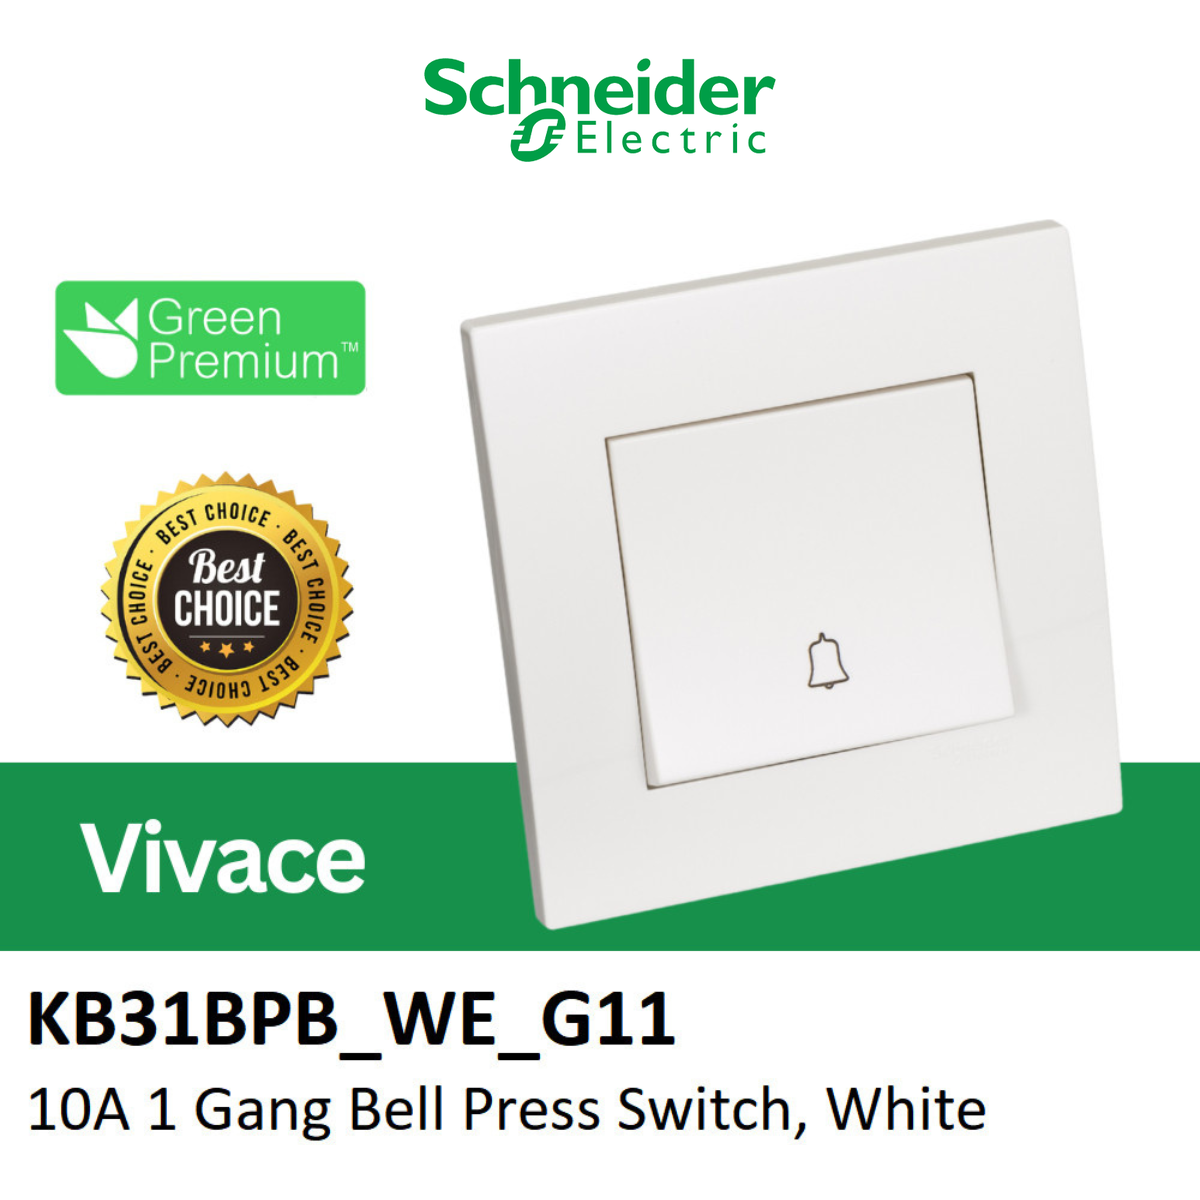 Schneider
Electric
Green
Premium™
BEST CHOICE · BEST CHOICE · BEST CHOICE · BEST CHOICE ·
Best
CHOICE
Vivace
KB31BPB_WE_G11
10A 1 Gang Bell Press Switch, White